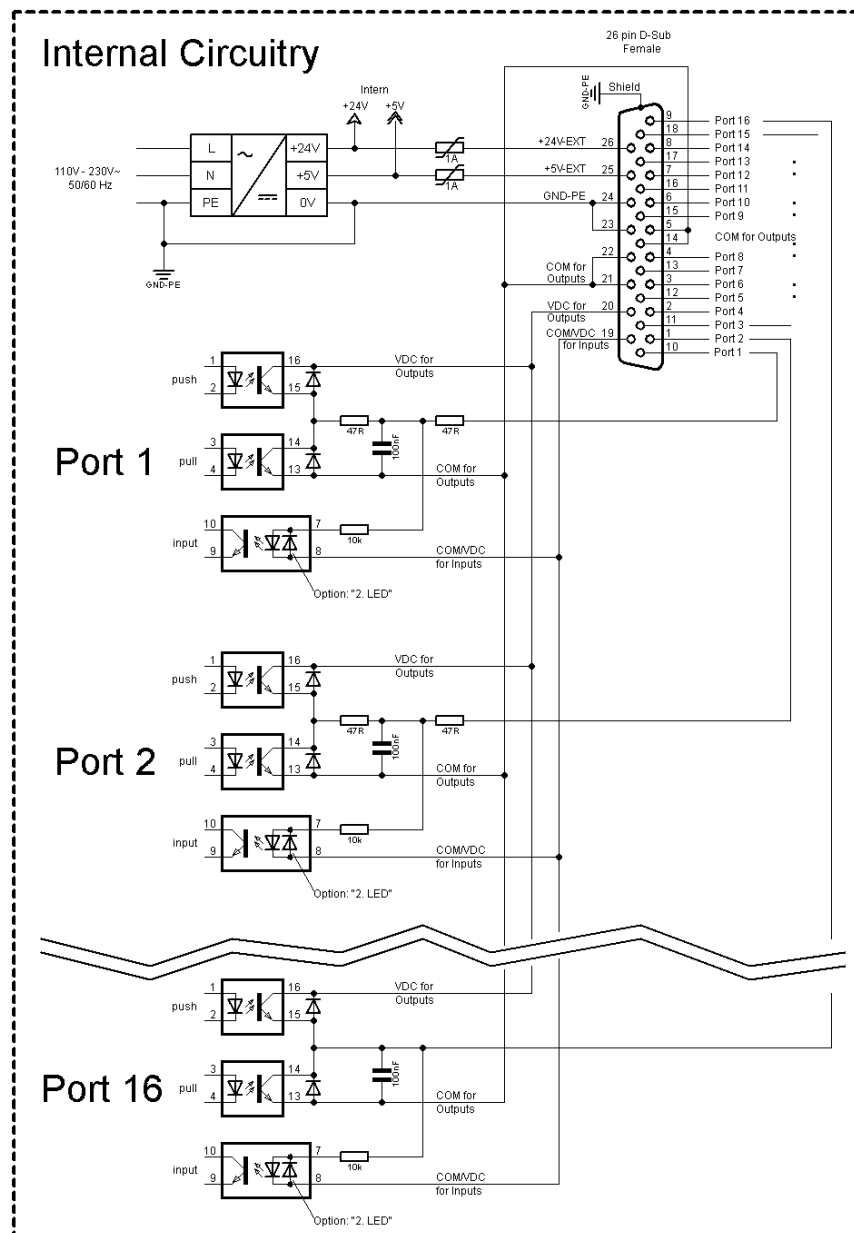 Internal Circuitry
26 pin D-Sub
Female
Shield
GND-PE
Intern
+24V
+5V
L
N
PE
~
+24V
+5V
0V
110V - 230V~
50/60 Hz
1A
1A
GND-PE
+24V-EXT 26
+5V-EXT 25
GND-PE 24
23
22
COM for
Outputs
21
VDC for
Outputs
20
COM/VDC 19
for Inputs
9 Port 16
18 Port 15
8 Port 14
17 Port 13
7 Port 12
16 Port 11
6 Port 10
15 Port 9
5
14 COM for Outputs
4 Port 8
13 Port 7
3 Port 6
12 Port 5
2 Port 4
11 Port 3
1 Port 2
10 Port 1
Port 1
push
1
2
16
15
VDC for
Outputs
47R
100nF
47R
pull
3
4
14
13
COM for
Outputs
input
10
9
7
8
10k
COM/VDC
for Inputs
Option: "2. LED"
Port 2
push
1
2
16
15
VDC for
Outputs
47R
100nF
47R
pull
3
4
14
13
COM for
Outputs
input
10
9
7
8
10k
COM/VDC
for Inputs
Option: "2. LED"
Port 16
push
1
2
16
15
VDC for
Outputs
100nF
pull
3
4
14
13
COM for
Outputs
input
10
9
7
8
10k
COM/VDC
for Inputs
Option: "2. LED"